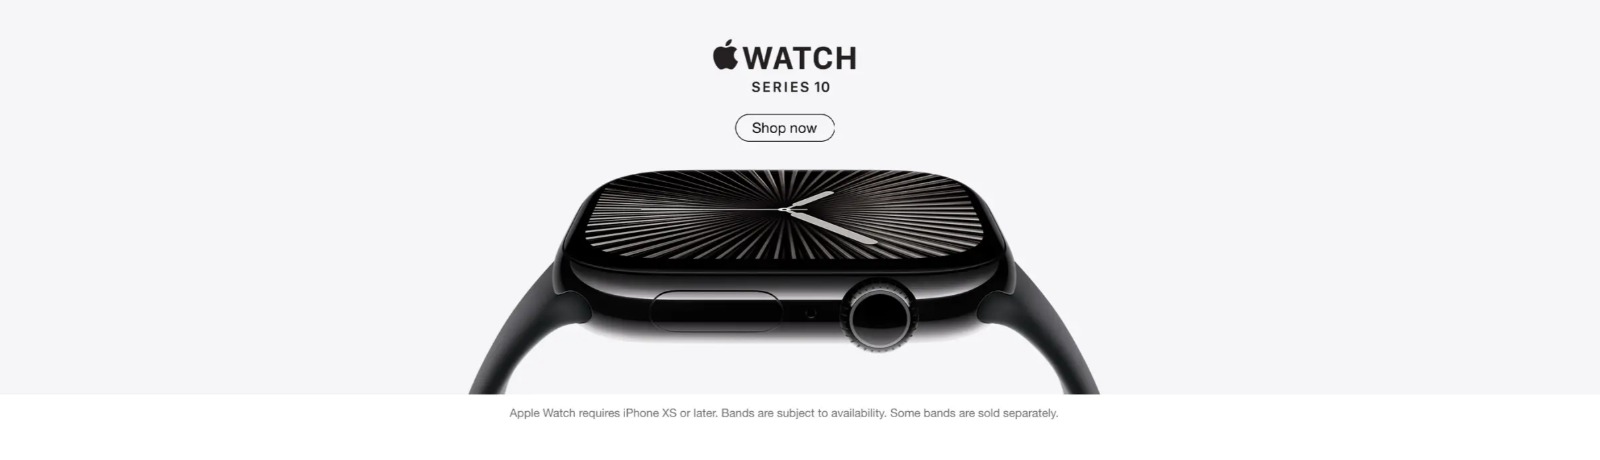 WATCH
SERIES 10
Shop now
Apple Watch requires iPhone XS or later. Bands are subject to availability. Some bands are sold separately.